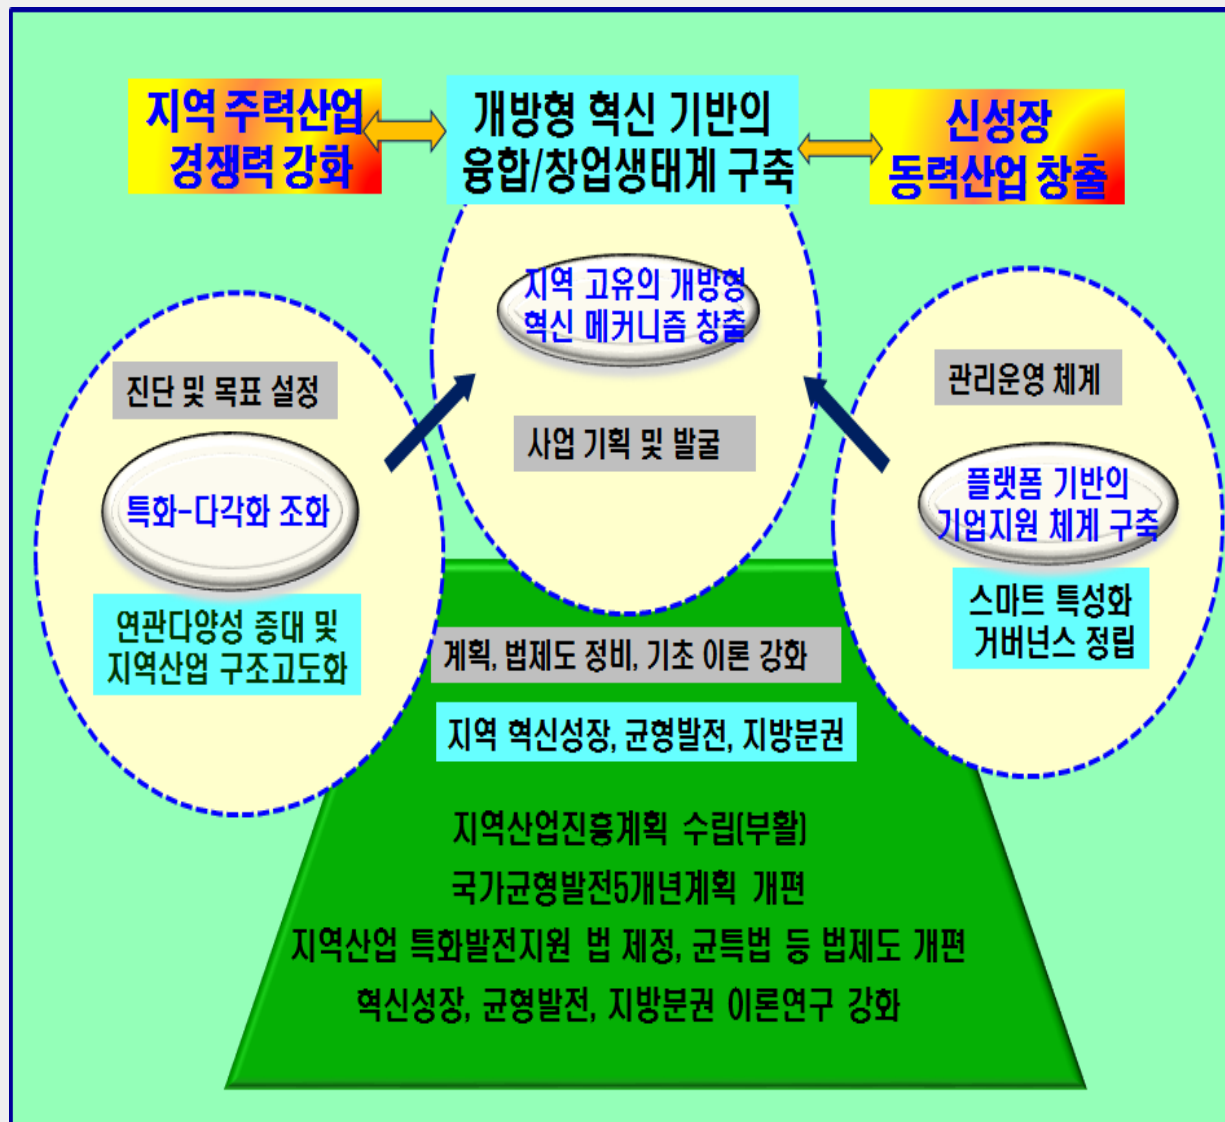 지역 주력산업
경쟁력 강화
개방형 혁신 기반의
융합/창업생태계 구축
신성장
동력산업 창출
지역 고유의 개방형
혁신 메커니즘 창출
사업 기획 및 발굴
진단 및 목표 설정
특화-다각화 조화
연관다양성 증대 및
지역산업 구조고도화
관리운영 체계
플랫폼 기반의
기업지원 체계 구축
스마트 특성화
거버넌스 정립
계획, 법제도 정비, 기초 이론 강화
지역 혁신성장, 균형발전, 지방분권
지역산업진흥계획 수립(부활)
국가균형발전5개년계획 개편
지역산업 특화발전지원 법 제정, 균특법 등 법제도 개편
혁신성장, 균형발전, 지방분권 이론연구 강화